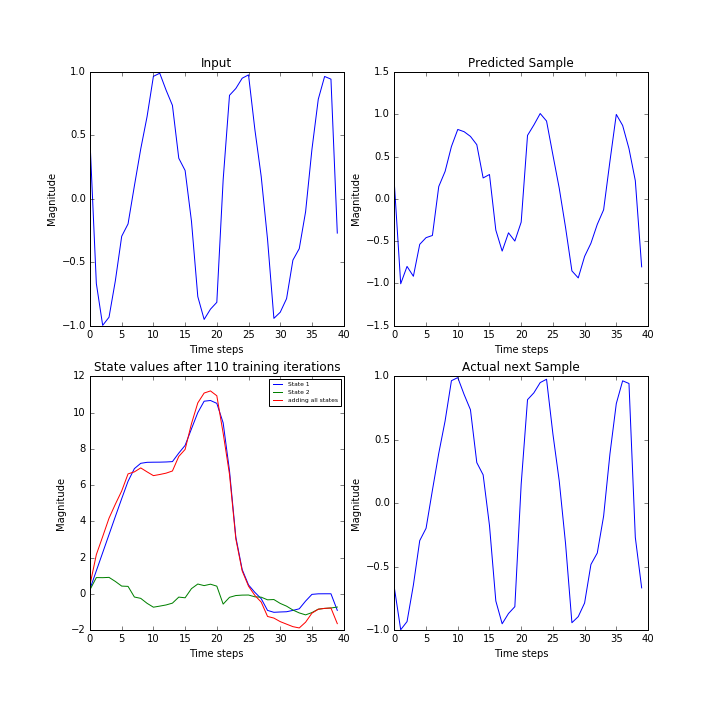 Input
Magnitude
1.0
0.5
0.0
−0.5
−1.0
0 5 10 15 20 25 30 35 40
Time steps
Predicted Sample
Magnitude
1.5
1.0
0.5
0.0
−0.5
−1.0
−1.5
0 5 10 15 20 25 30 35 40
Time steps
State values after 110 training iterations
Magnitude
12
10
8
6
4
2
0
−2
0 5 10 15 20 25 30 35 40
Time steps
State 1
State 2
adding all states
Actual next Sample
Magnitude
1.0
0.5
0.0
−0.5
−1.0
0 5 10 15 20 25 30 35 40
Time steps